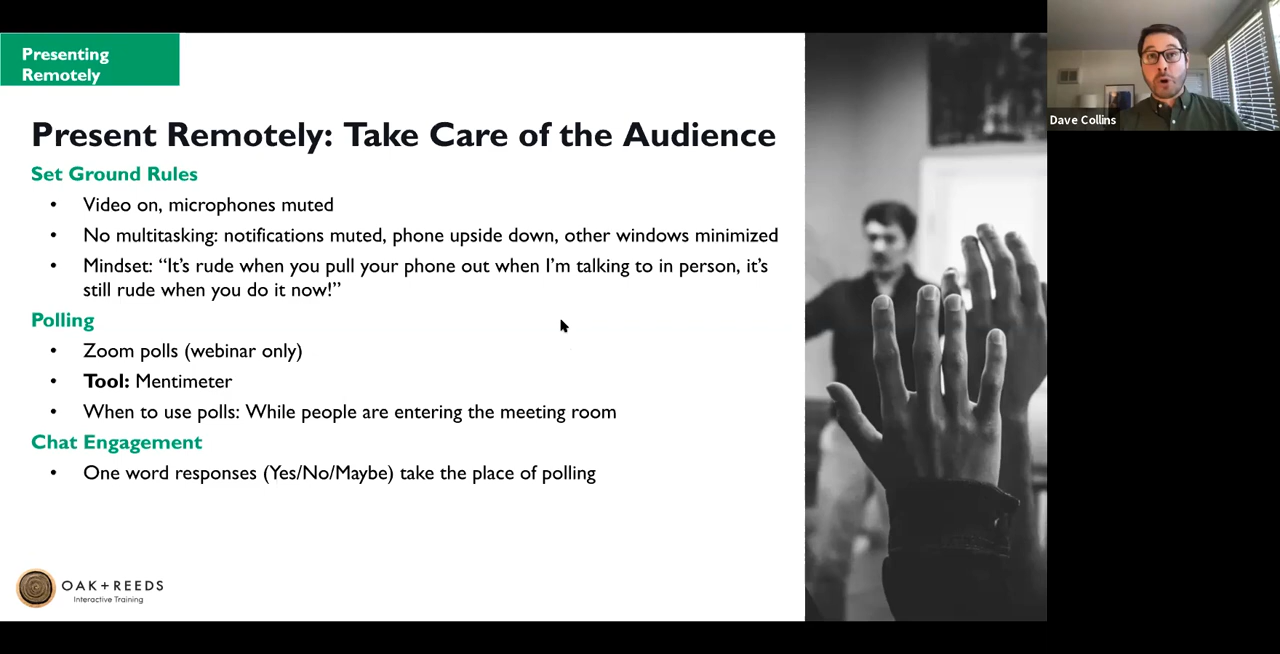 Presenting
Remotely
Present Remotely: Take Care of the Audience
Set Ground Rules
• Video on, microphones muted
• No multitasking: notifications muted, phone upside down, other windows minimized
• Mindset: “It’s rude when you pull your phone out when I’m talking to in person, it’s
still rude when you do it now!”
Polling
• Zoom polls (webinar only)
• Tool: Mentimeter
• When to use polls: While people are entering the meeting room
Chat Engagement
• One word responses (Yes/No/Maybe) take the place of polling
OAK+REEDS
Interactive Training
Dave Collins